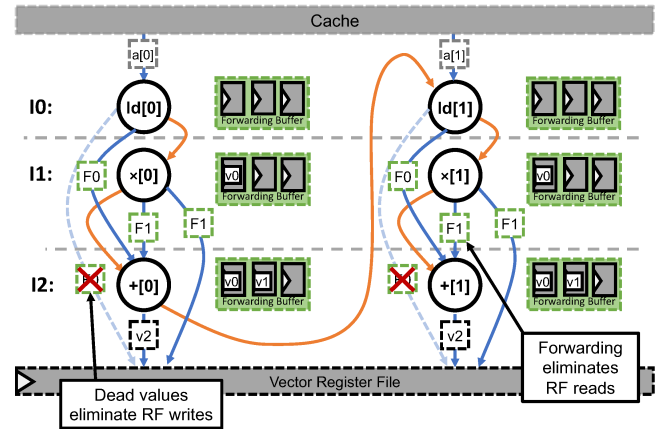 Cache
a[0]
a[1]
I0:
ld[0]
Forwarding Buffer
ld[1]
Forwarding Buffer
I1:
F0
×[0]
v0
Forwarding Buffer
F0
×[1]
v0
Forwarding Buffer
F1
F1
F1
F1
I2:
+[0]
v0
v1
Forwarding Buffer
+[1]
v0
v1
Forwarding Buffer
v2
v2
Forwarding
eliminates
RF reads
Vector Register File
Dead values
eliminate RF writes